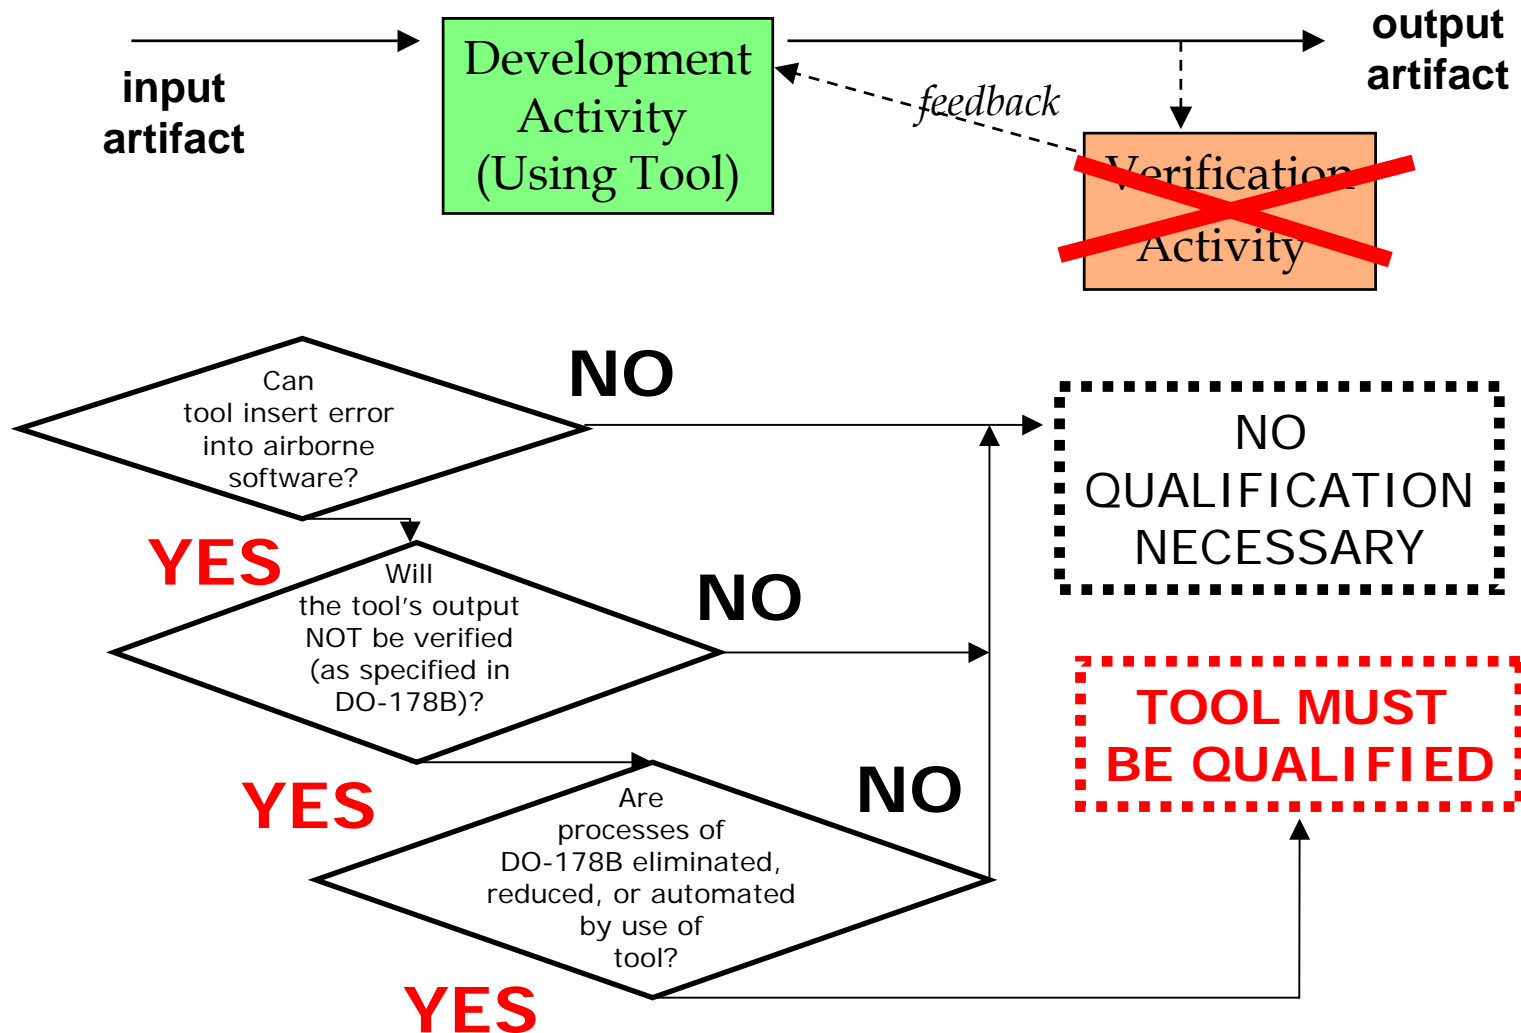 input
artifact
Development
Activity
(Using Tool)
feedback
output
artifact
Verification
Activity
Can
tool insert error
into airborne
software?
NO
YES
NO
QUALIFICATION
NECESSARY
Will
the tool’s output
NOT be verified
(as specified in
DO-178B)?
NO
YES
TOOL MUST
BE QUALIFIED
Are
processes of
DO-178B eliminated,
reduced, or automated
by use of
tool?
NO
YES